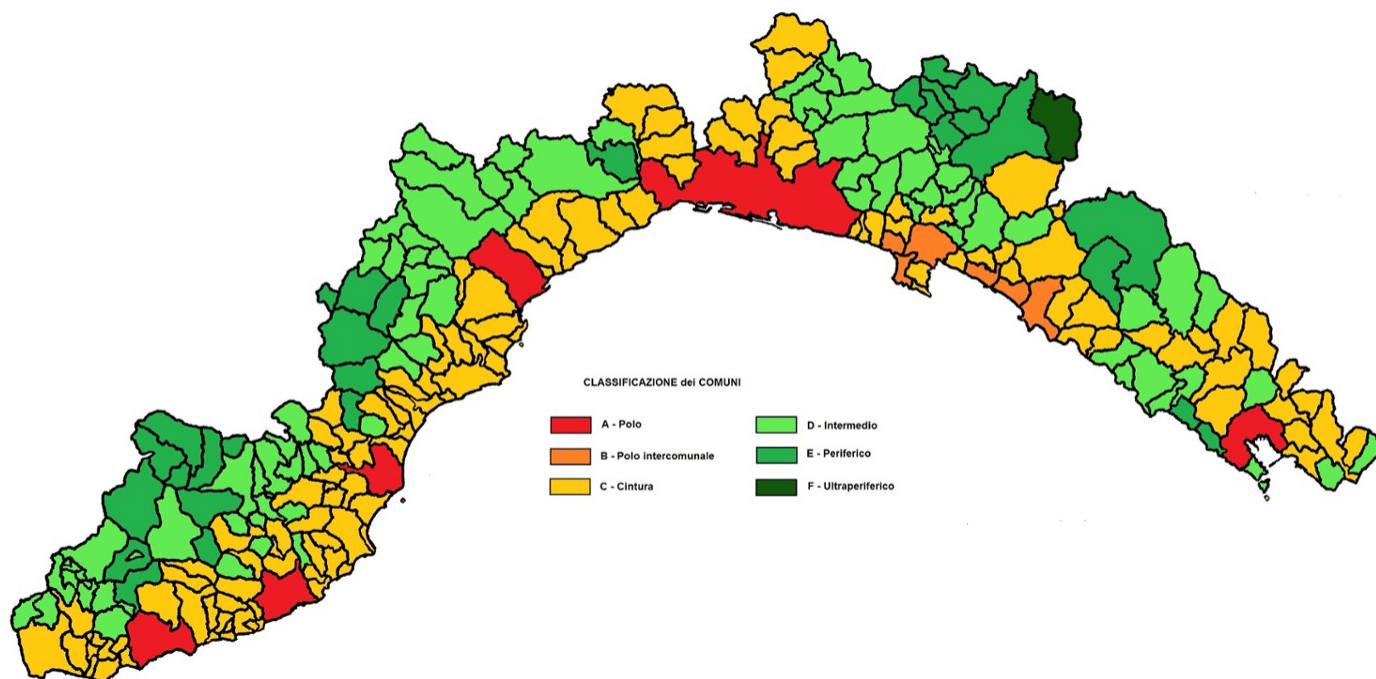 CLASSIFICAZIONE dei COMUNI
A - Polo
B - Polo intercomunale
C - Cintura
D - Intermedio
E - Periferico
F - Ultraperiferico